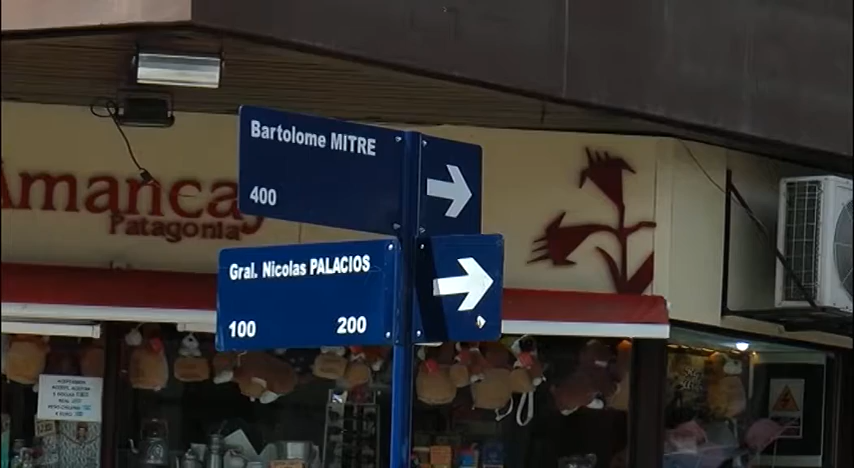 Bartolome MITRE
400
Amancay
Patagonia
Gral. Nicolas PALACIOS
100 200